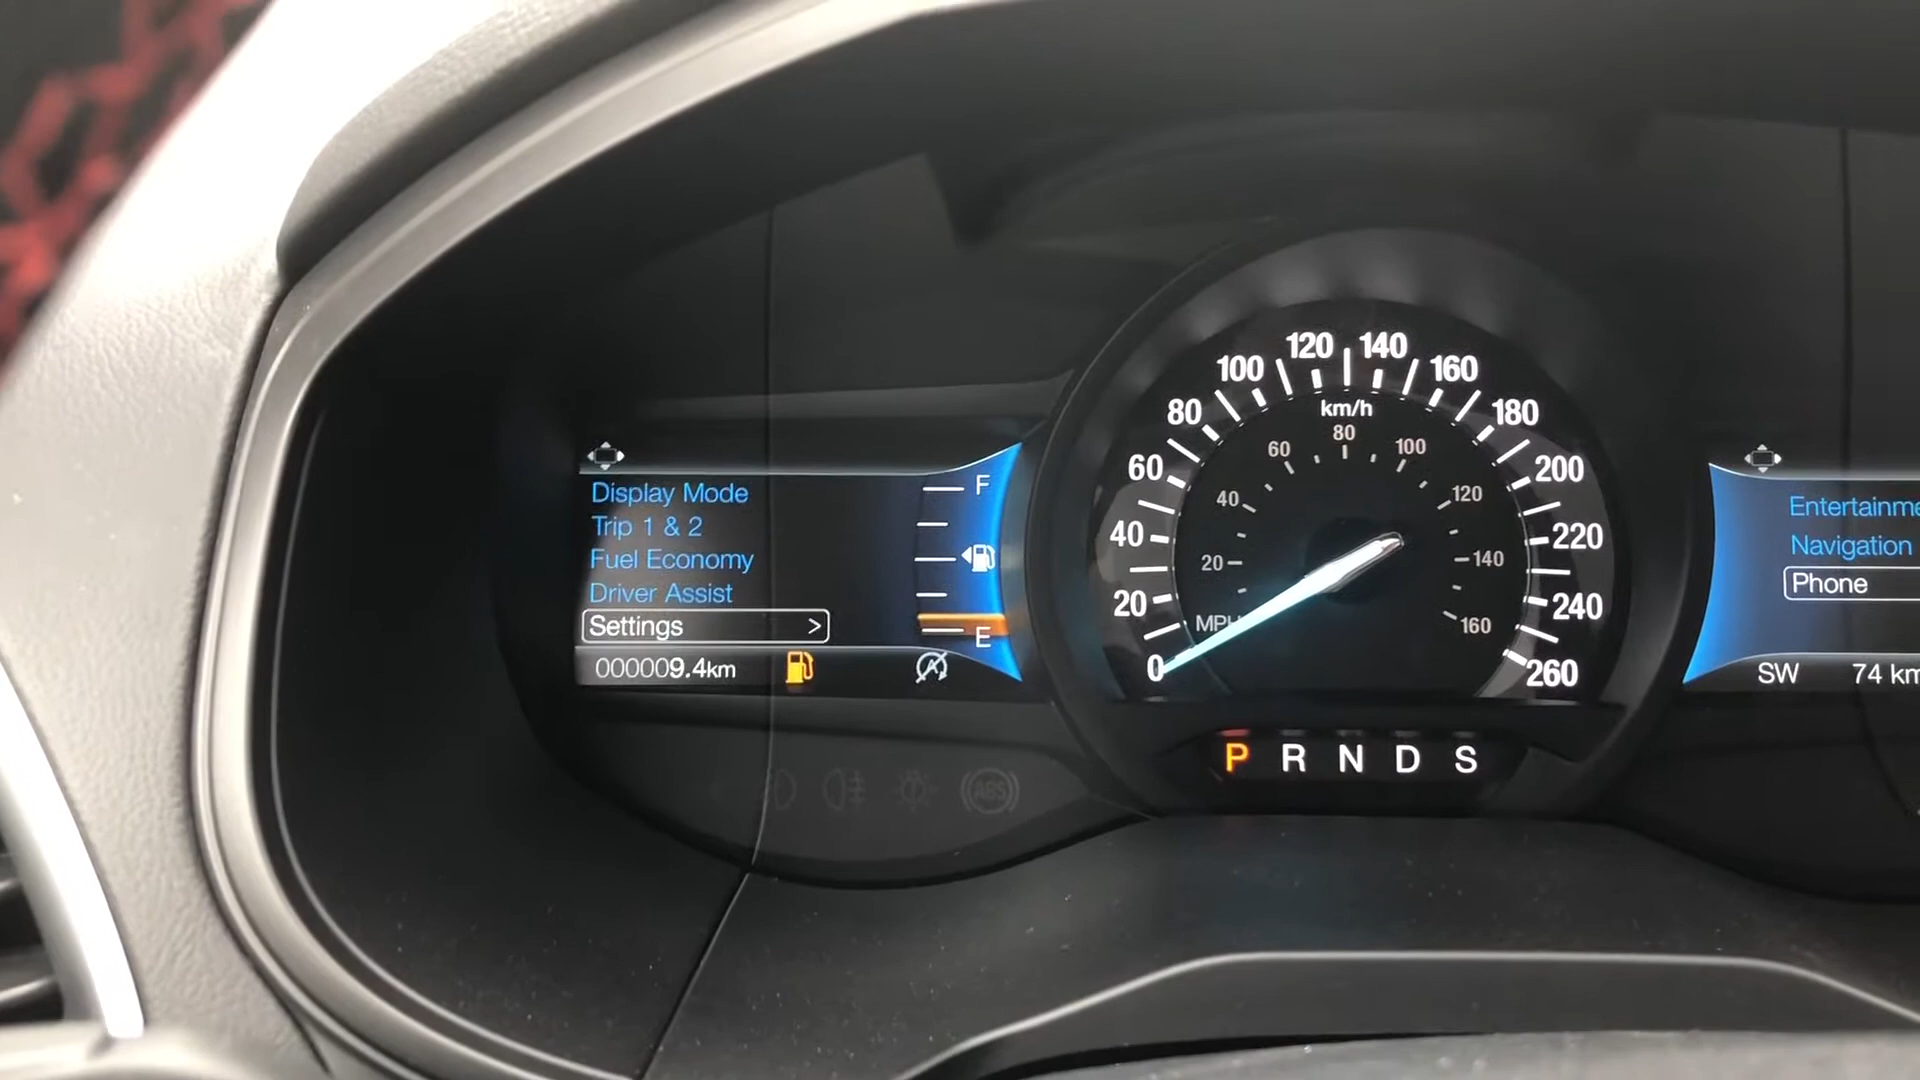 Display Mode
Trip 1 & 2
Fuel Economy
Driver Assist
Settings >
000009.4km
F
E
0
20
40
60
80
100
120
140
160
180
200
220
240
260
km/h
MPH
20
40
60
80
100
120
140
160
P R N D S
ABS
Entertainme
Navigation
Phone
SW 74 km